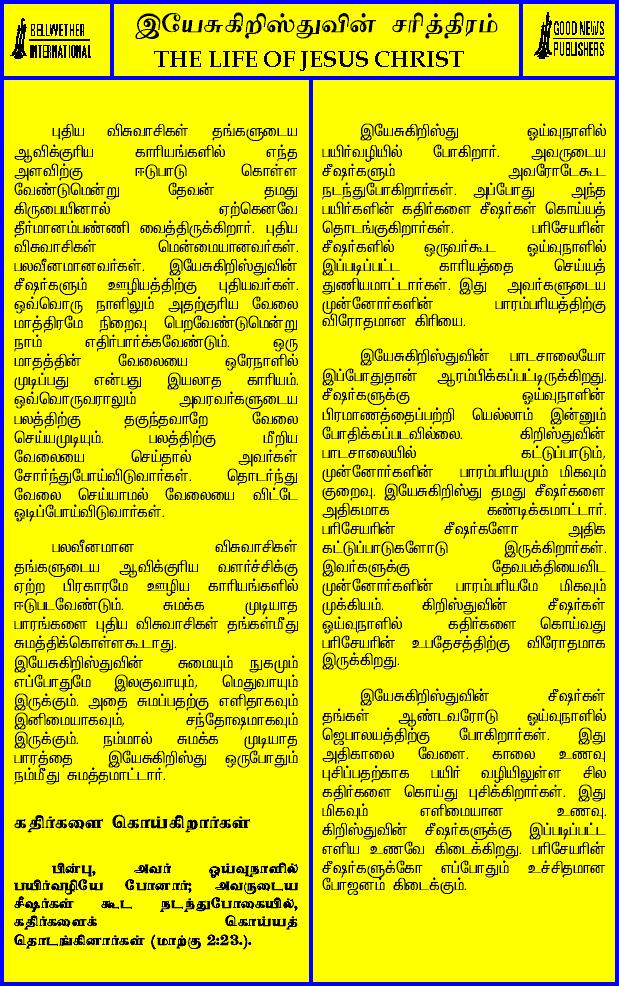 BELLWETHER
INTERNATIONAL
இயேசுகிறிஸ்துவின் சரித்திரம்
THE LIFE OF JESUS CHRIST
GOOD NEWS
PUBLISHERS
புதிய விசுவாசிகள் தங்களுடைய
ஆவிக்குரிய காரியங்களில் எந்த
அளவிற்கு ஈடுபாடு கொள்ள
வேண்டுமென்று தேவன் தமது
கிருபையினால் ஏற்கெனவே
தீர்மானம்பண்ணி வைத்திருக்கிறார். புதிய
விசுவாசிகள் மென்மையானவர்கள்.
பலவீனமானவர்கள். இயேசுகிறிஸ்துவின்
சீஷர்களும் ஊழியத்திற்கு புதியவர்கள்.
ஒவ்வொரு நாளிலும் அதற்குரிய வேலை
மாத்திரமே நிறைவு பெறவேண்டுமென்று
நாம் எதிர்பார்க்கவேண்டும். ஒரு
மாதத்தின் வேலையை ஒரேநாளில்
முடிப்பது என்பது இயலாத காரியம்.
ஒவ்வொருவராலும் அவரவர்களுடைய
பலத்திற்கு தகுந்தவாறே வேலை
செய்யமுடியும். பலத்திற்கு மீறிய
வேலையை செய்தால் அவர்கள்
சோர்ந்துபோய்விடுவார்கள். தொடர்ந்து
வேலை செய்யாமல் வேலையை விட்டே
ஓடிப்போய்விடுவார்கள்.
பலவீனமான விசுவாசிகள்
தங்களுடைய ஆவிக்குரிய வளர்ச்சிக்கு
ஏற்ற பிரகாரமே ஊழிய காரியங்களில்
ஈடுபடவேண்டும். சுமக்க முடியாத
பாரங்களை புதிய விசுவாசிகள் தங்கள்மீது
சுமத்திக்கொள்ளகூடாது.
இயேசுகிறிஸ்துவின் சுமையும் நுகமும்
எப்போதுமே இலகுவாயும், மெதுவாயும்
இருக்கும். அதை சுமப்பதற்கு எளிதாகவும்
இனிமையாகவும், சந்தோஷமாகவும்
இருக்கும். நம்மால் சுமக்க முடியாத
பாரத்தை இயேசுகிறிஸ்து ஒருபோதும்
நம்மீது சுமத்தமாட்டார்.
கதிர்களை கொய்கிறார்கள்
பின்பு, அவர் ஓய்வுநாளில்
பயிர்வழியே போனார்; அவருடைய
சீஷர்கள் கூட நடந்துபோகையில்,
கதிர்களைக் கொய்யத்
தொடங்கினார்கள் (மாற்கு 2:23.).
இயேசுகிறிஸ்து ஓய்வுநாளில்
பயிர்வழியில் போகிறார். அவருடைய
சீஷர்களும் அவரோடேகூட
நடந்துபோகிறார்கள். அப்போது அந்த
பயிர்களின் கதிர்களை சீஷர்கள் கொய்யத்
தொடங்குகிறார்கள். பரிசேயரின்
சீஷர்களில் ஒருவர்கூட ஓய்வுநாளில்
இப்படிப்பட்ட காரியத்தை செய்யத்
துணியமாட்டார்கள். இது அவர்களுடைய
முன்னோர்களின் பாரம்பரியத்திற்கு
விரோதமான கிரியை.
இயேசுகிறிஸ்துவின் பாடசாலையோ
இப்போதுதான் ஆரம்பிக்கப்பட்டிருக்கிறது.
சீஷர்களுக்கு ஓய்வுநாளின்
பிரமாணத்தைப்பற்றி யெல்லாம் இன்னும்
போதிக்கப்படவில்லை. கிறிஸ்துவின்
பாடசாலையில் கட்டுப்பாடும்,
முன்னோர்களின் பாரம்பரியமும் மிகவும்
குறைவு. இயேசுகிறிஸ்து தமது சீஷர்களை
அதிகமாக கண்டிக்கமாட்டார்.
பரிசேயரின் சீஷர்களோ அதிக
கட்டுப்பாடுகளோடு இருக்கிறார்கள்.
இவர்களுக்கு தேவபக்தியைவிட
முன்னோர்களின் பாரம்பரியமே மிகவும்
முக்கியம். கிறிஸ்துவின் சீஷர்கள்
ஓய்வுநாளில் கதிர்களை கொய்வது
பரிசேயரின் உபதேசத்திற்கு விரோதமாக
இருக்கிறது.
இயேசுகிறிஸ்துவின் சீஷர்கள்
தங்கள் ஆண்டவரோடு ஓய்வுநாளில்
ஜெபாலயத்திற்கு போகிறார்கள். இது
அதிகாலை வேளை. காலை உணவு
புசிப்பதற்காக பயிர் வழியிலுள்ள சில
கதிர்களை கொய்து புசிக்கிறார்கள். இது
மிகவும் எளிமையான உணவு.
கிறிஸ்துவின் சீஷர்களுக்கு இப்படிப்பட்ட
எளிய உணவே கிடைக்கிறது. பரிசேயரின்
சீஷர்களுக்கோ எப்போதும் உச்சிதமான
போஜனம் கிடைக்கும்.